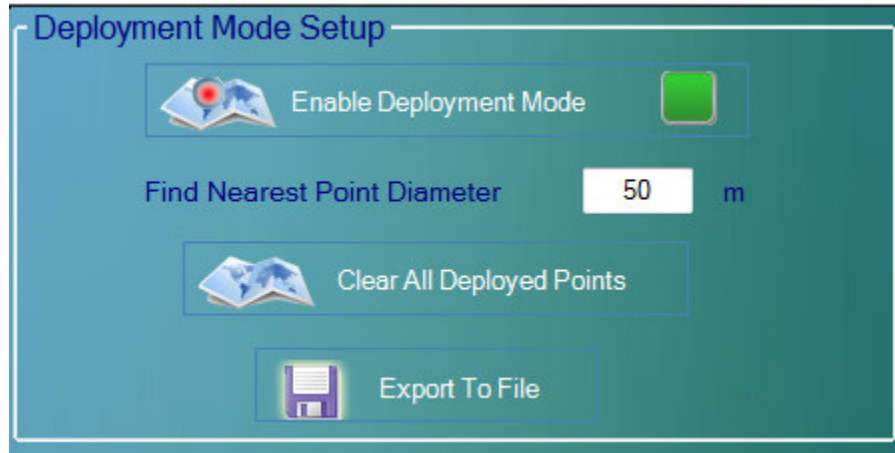 Deployment Mode Setup
Enable Deployment Mode
Find Nearest Point Diameter 50 m
Clear All Deployed Points
Export To File